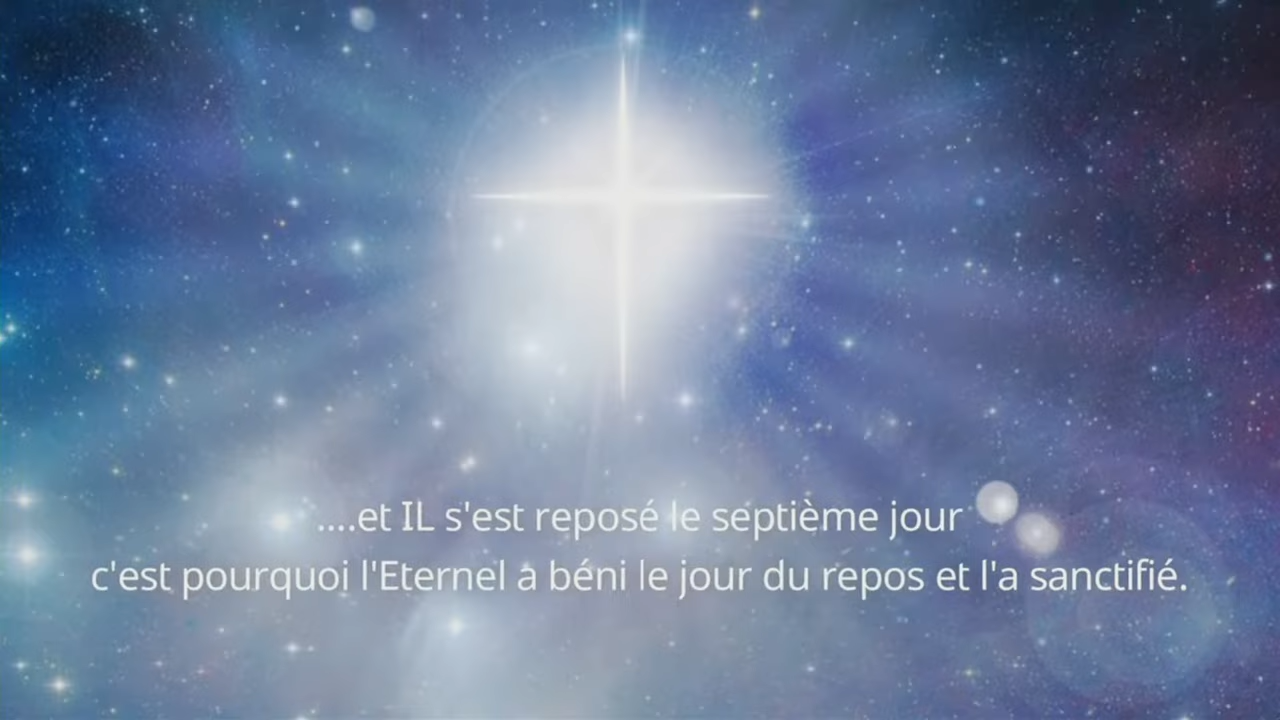 ....et IL s'est reposé le septième jour
c'est pourquoi l'Eternel a béni le jour du repos et l'a sanctifié.